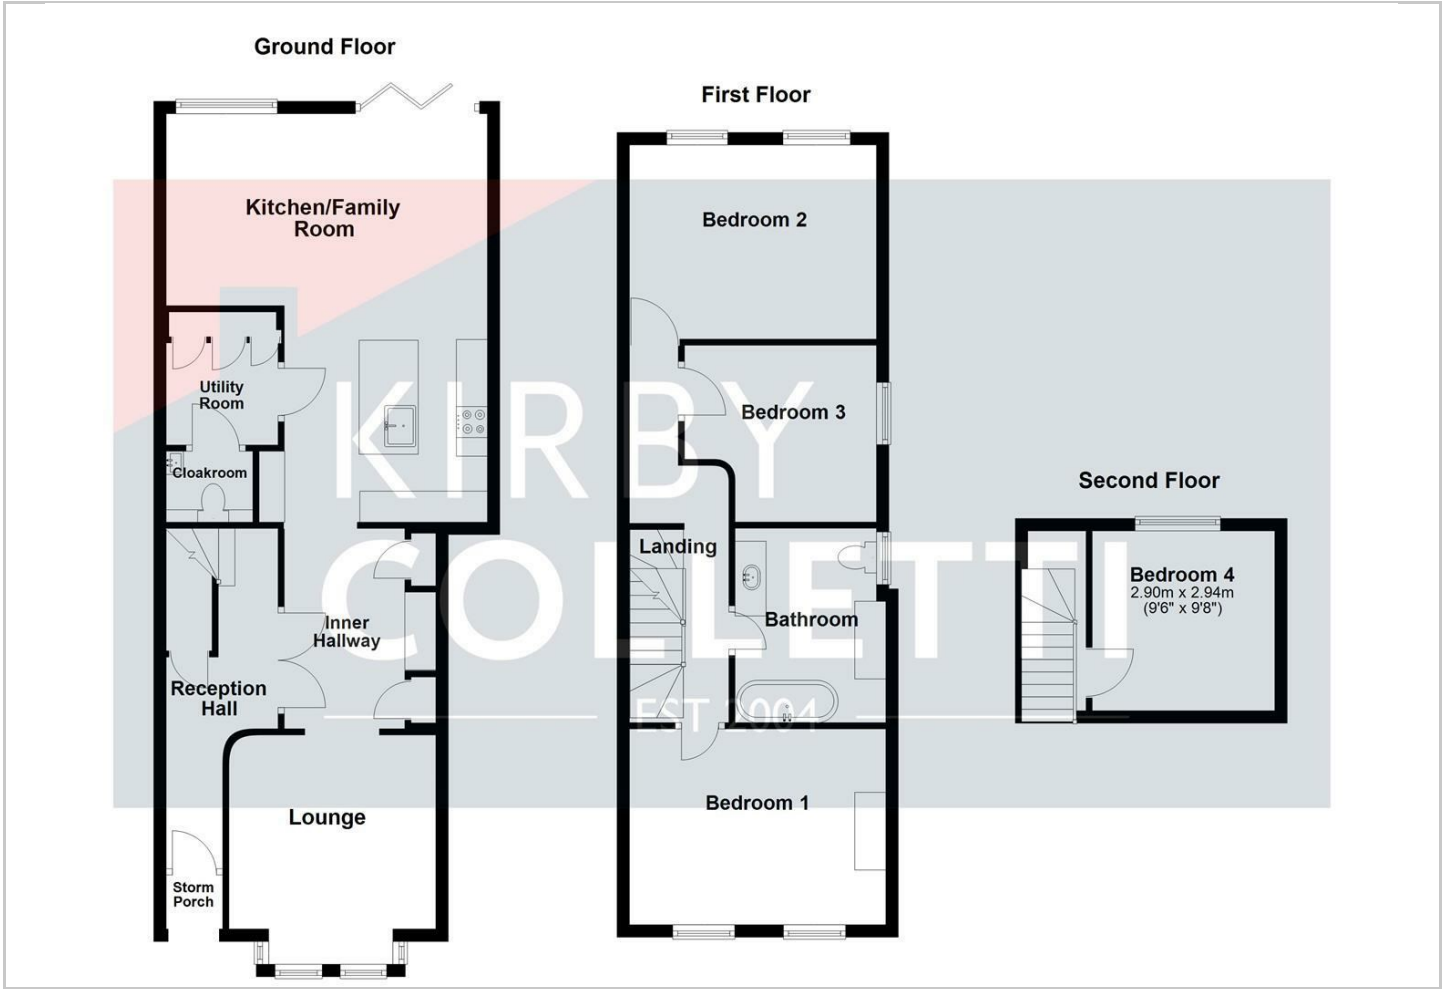 Ground Floor
Kitchen/Family
Room
Utility
Room
Cloakroom
Inner
Hallway
Reception
Hall
Lounge
Storm
Porch
First Floor
Bedroom 2
Bedroom 3
Landing
Bathroom
Bedroom 1
Second Floor
Bedroom 4
2.90m x 2.94m
(9'6" x 9'8")
KIRBY
COLLETTI
EST 2004